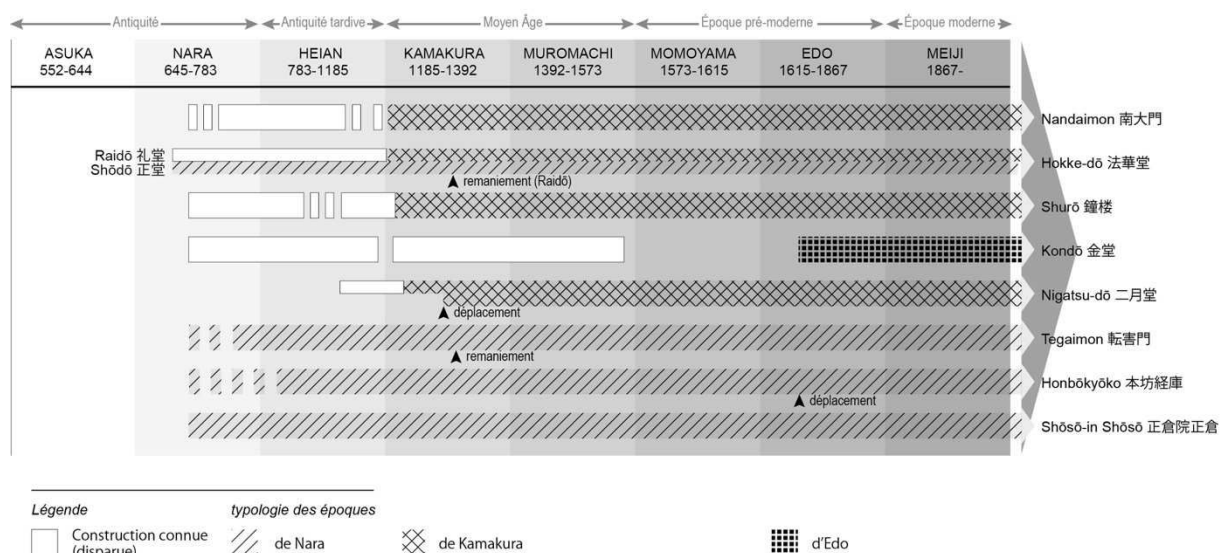 Antiquité Antiquité tardive Moyen Âge Époque pré-moderne Époque moderne
ASUKA NARA HEIAN KAMAKURA MUROMACHI MOMOYAMA EDO MEIJI
552-644 645-783 783-1185 1185-1392 1392-1573 1573-1615 1615-1867 1867-
Nandaimon 南大門
Raidō 礼堂
Shōdō 正堂
Hokke-dō 法華堂
remaniement (Raidō)
Shurō 鐘楼
Kondō 金堂
Nigatsu-dō 二月堂
déplacement
Tegaimon 転害門
remaniement
Honbōkyōko 本坊経庫
déplacement
Shōsō-in Shōsō 正倉院正倉
Légende typologie des époques
Construction connue
(disparue)
de Nara de Kamakura d'Edo